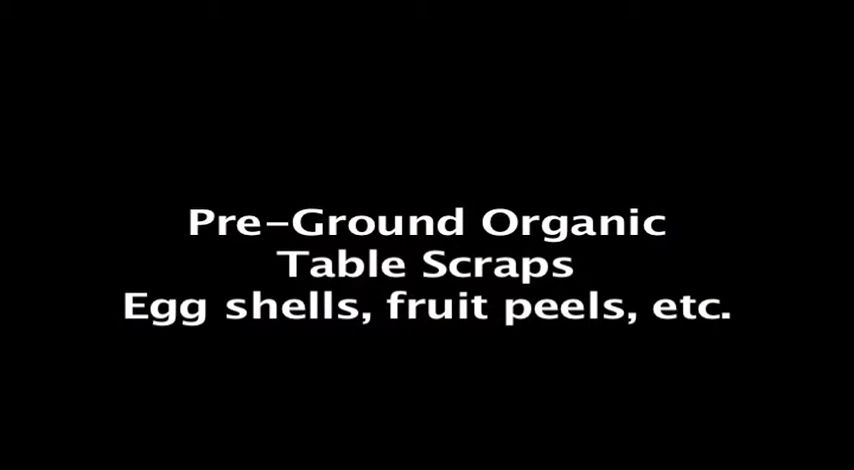 Pre-Ground Organic
Table Scraps
Egg shells, fruit peels, etc.